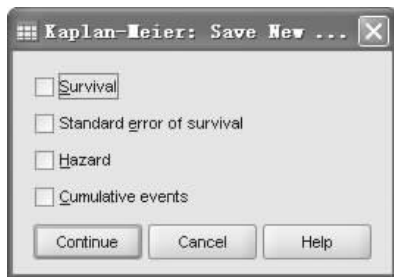 Kaplan-Meier: Save New ...
Survival
Standard error of survival
Hazard
Cumulative events
Continue Cancel Help